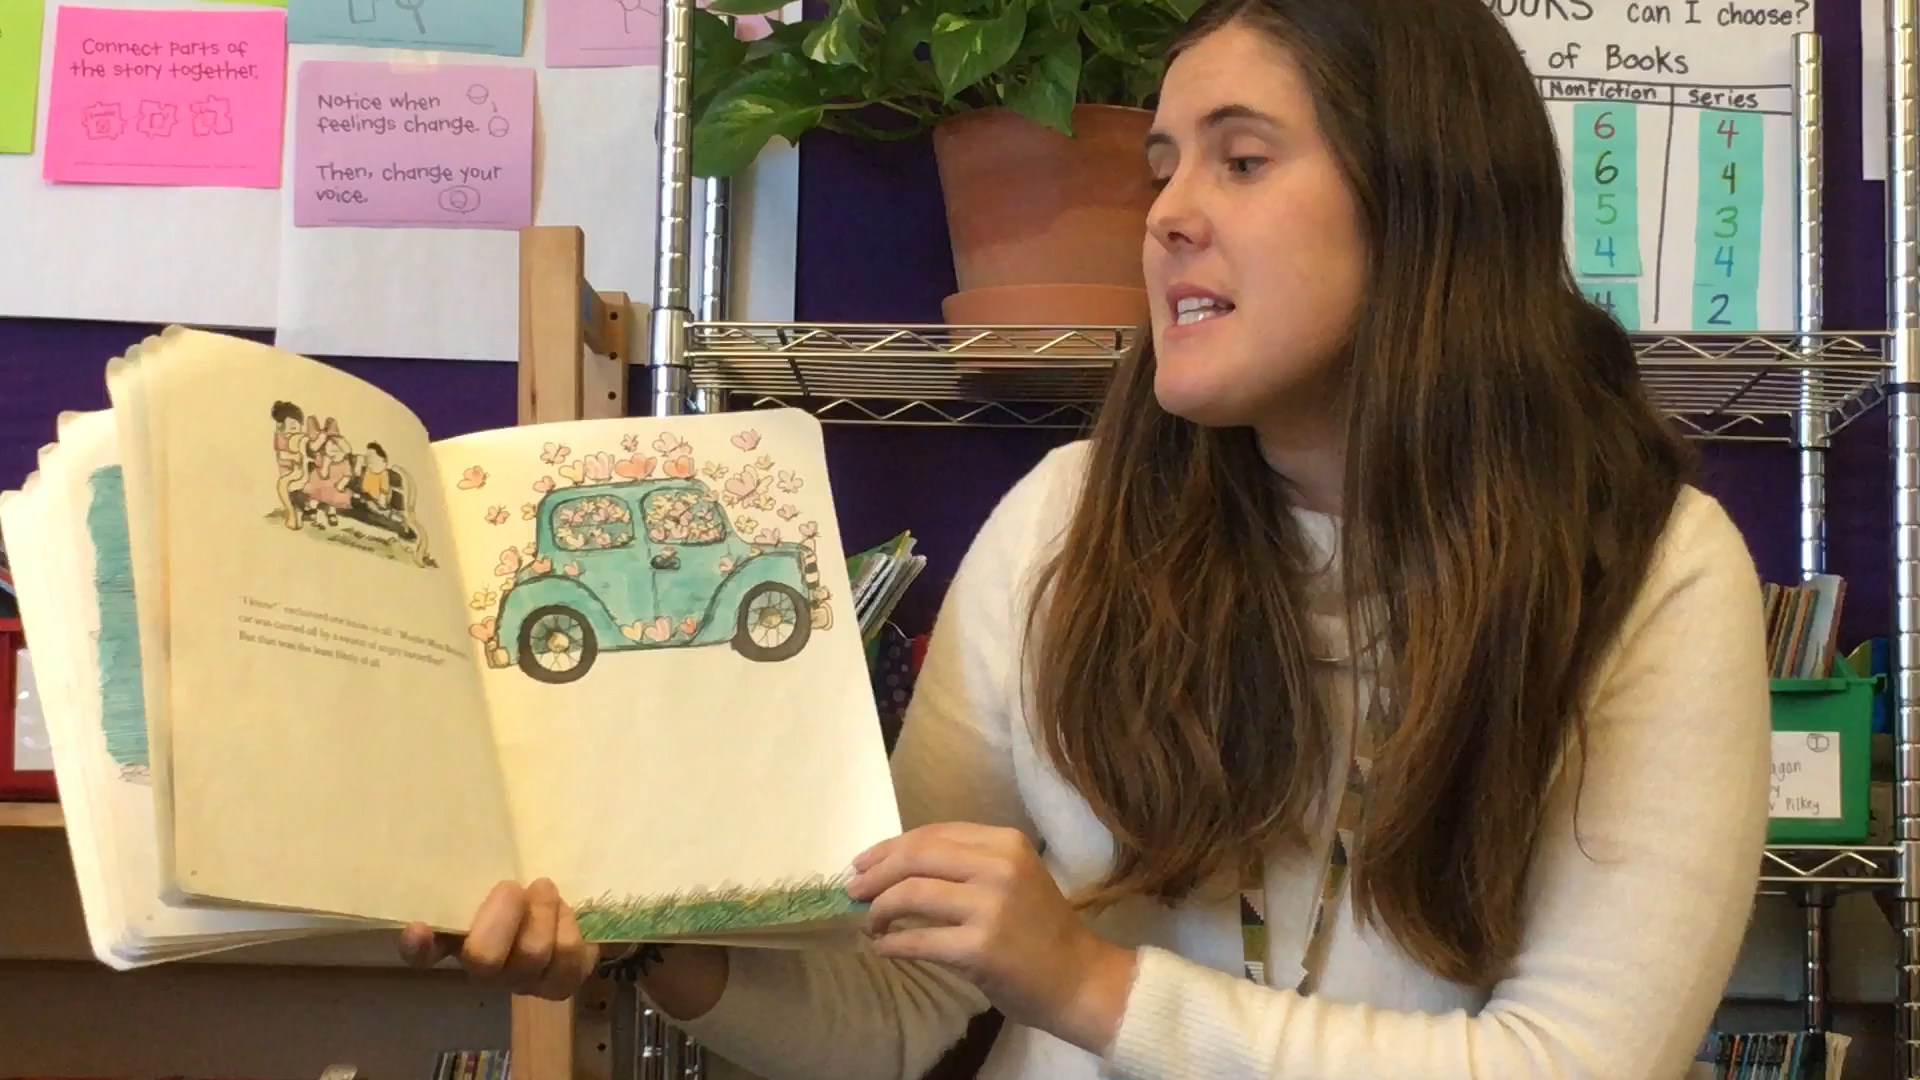 Connect parts of
the story together.
Notice when
feelings change.
Then, change your
voice.
can I choose?
of Books
Nonfiction series
6 4
6 4
5 3
4 4
4 2
"I know!" exclaimed one know-it-all. "Maybe Miss
car was carried off by a swarm of angry butterflies!"
But that was the least likely of all.
Pilkey